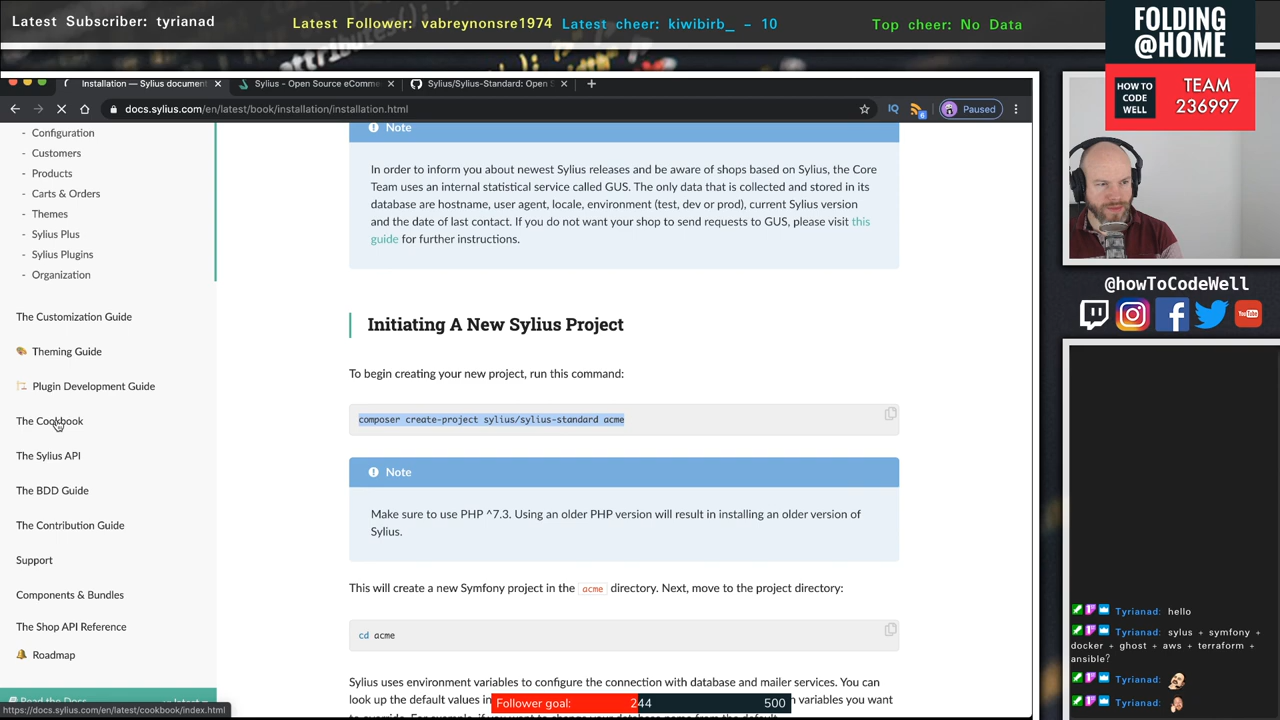 Latest Subscriber: tyrianad
Latest Follower: vabreynonsre1974
Latest cheer: kiwibirb_ - 10
Top cheer: No Data
FOLDING
@HOME
HOW TO
CODE
WELL
TEAM
236997
Installation — Sylius document
Sylius - Open Source eComme
Sylius/Sylius-Standard: Open S
docs.sylius.com/en/latest/book/installation/installation.html
IQ
6
Paused
- Configuration
- Customers
- Products
- Carts & Orders
- Themes
- Sylius Plus
- Sylius Plugins
- Organization
The Customization Guide
Theming Guide
Plugin Development Guide
The Cookbook
The Sylius API
The BDD Guide
The Contribution Guide
Support
Components & Bundles
The Shop API Reference
Roadmap
Read the Docs
https://docs.sylius.com/en/latest/cookbook/index.html
Note
In order to inform you about newest Sylius releases and be aware of shops based on Sylius, the Core
Team uses an internal statistical service called GUS. The only data that is collected and stored in its
database are hostname, user agent, locale, environment (test, dev or prod), current Sylius version
and the date of last contact. If you do not want your shop to send requests to GUS, please visit this
guide for further instructions.
Initiating A New Sylius Project
To begin creating your new project, run this command:
composer create-project sylius/sylius-standard acme
Note
Make sure to use PHP ^7.3. Using an older PHP version will result in installing an older version of
Sylius.
This will create a new Symfony project in the acme directory. Next, move to the project directory:
cd acme
Sylius uses environment variables to configure the connection with database and mailer services. You can
look up the default values in
n variables you want
Follower goal: 244 500
@howToCodeWell
You
Tube
Tyrianad: hello
Tyrianad: sylus + symfony +
docker + ghost + aws + terraform +
ansible?
Tyrianad:
Tyrianad: